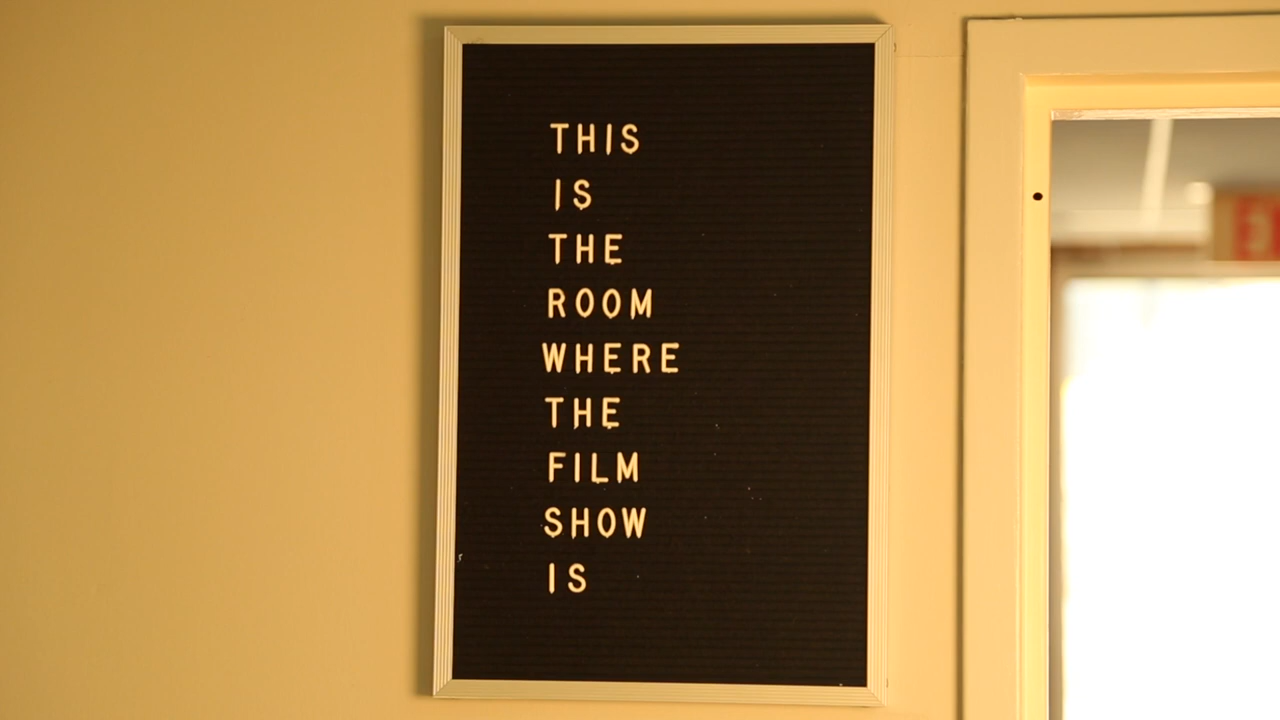 THIS
IS
THE
ROOM
WHERE
THE
FILM
SHOW
IS